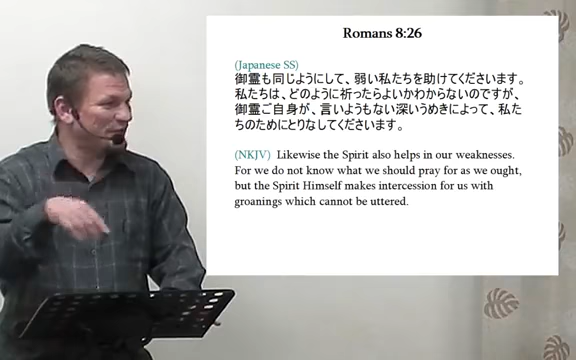 Romans 8:26
(Japanese SS)
御霊も同じようにして、弱い私たちを助けてくださいます。
私たちは、どのように祈ったらよいかわからないのですが、
御霊ご自身が、言いようもない深いうめきによって、私た
ちのためにとりなしてくださいます。
(NKJV) Likewise the Spirit also helps in our weaknesses.
For we do not know what we should pray for as we ought,
but the Spirit Himself makes intercession for us with
groanings which cannot be uttered.